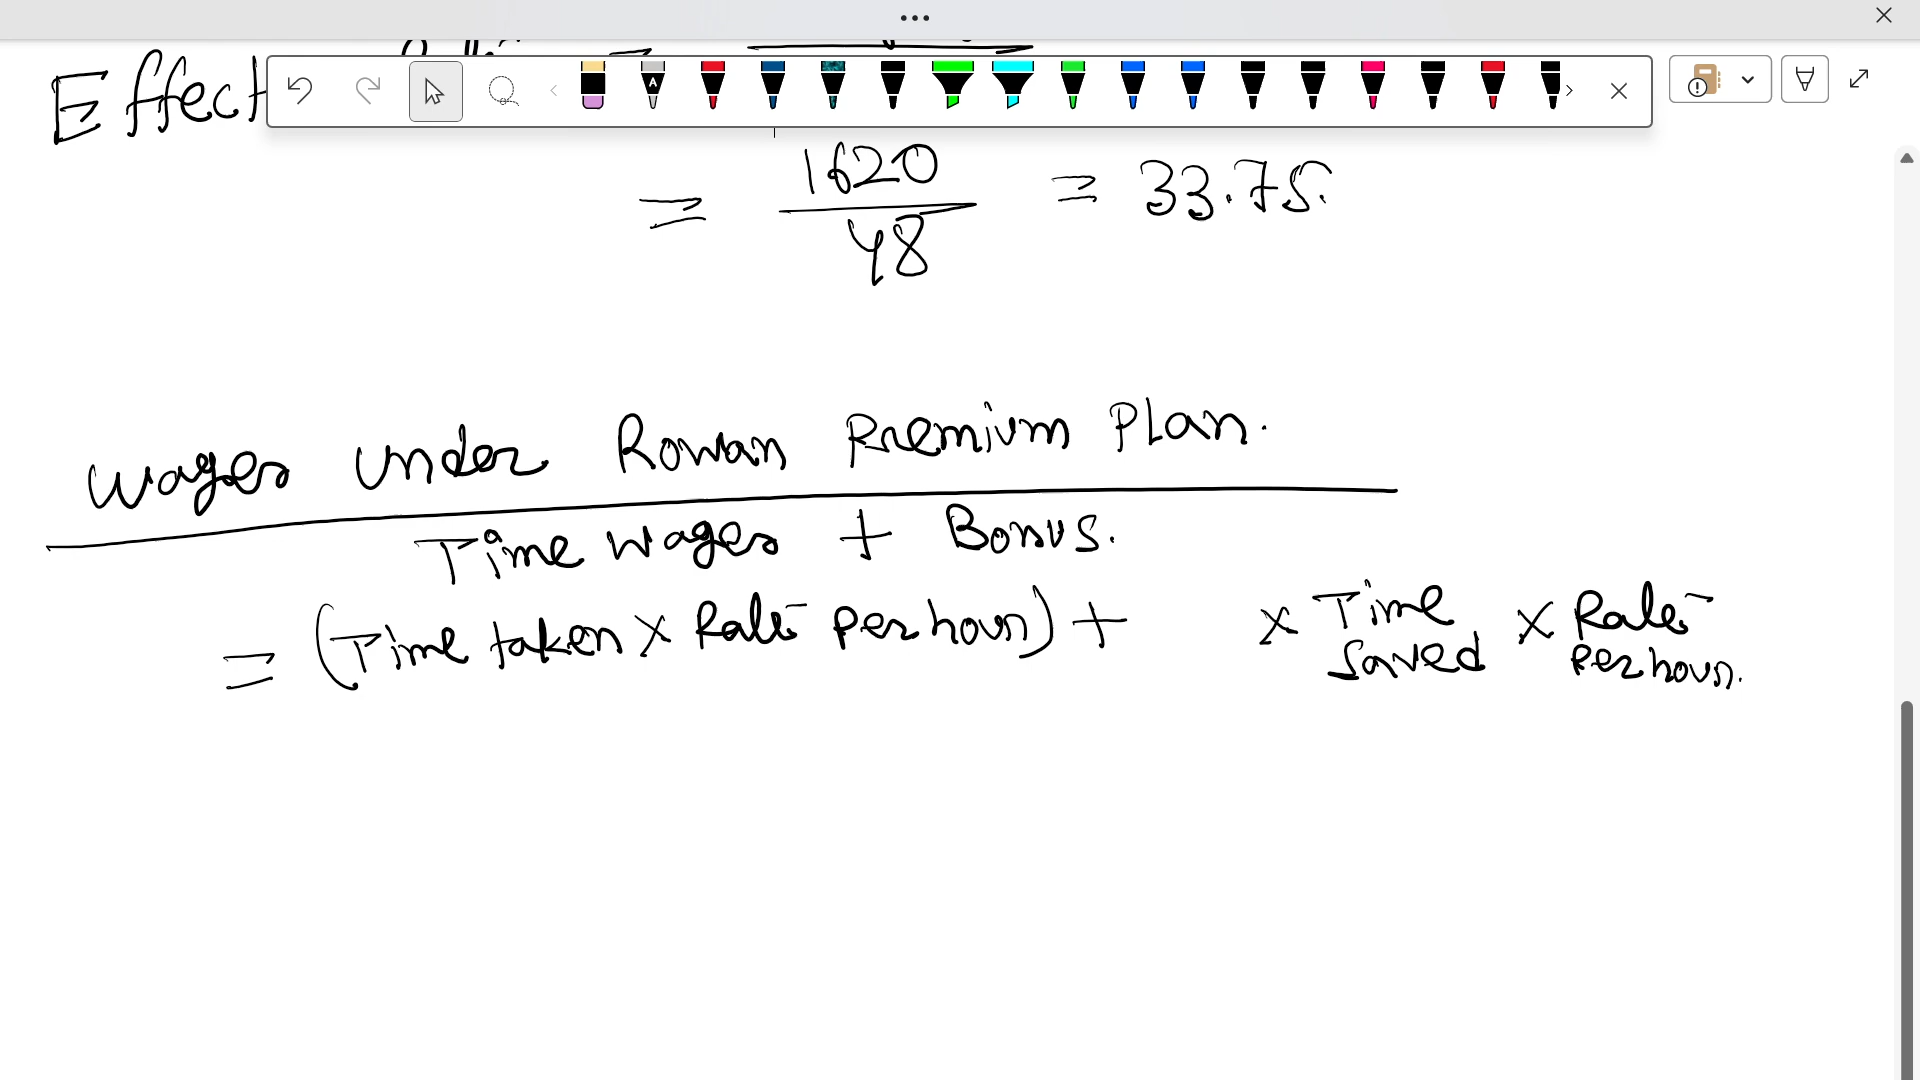 Effect
= 1620 / 48 = 33.75.
Wages under Rowan Premium Plan.
Time wages + Bonus.
= (Time taken × Rate per hour) + × Time Saved × Rate per hour.